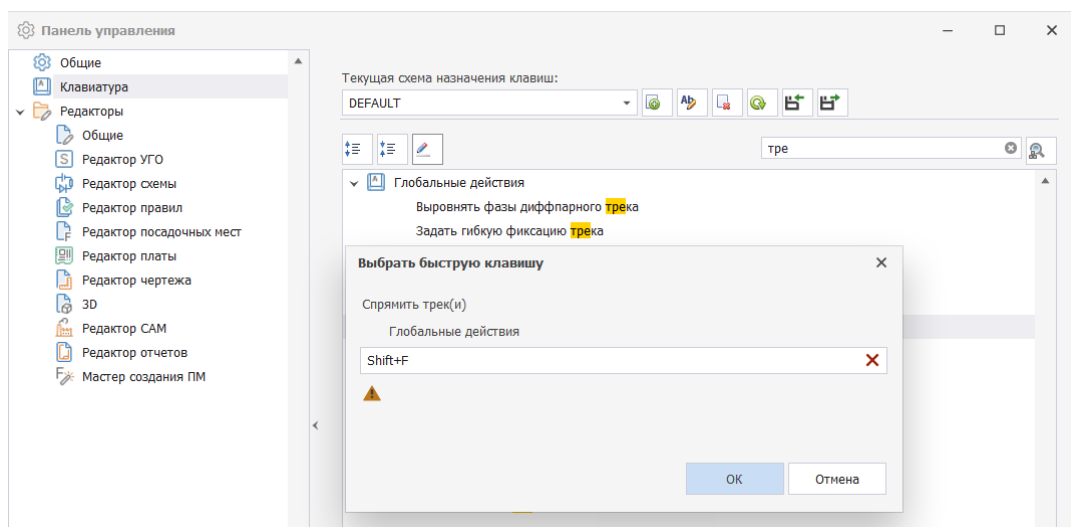 Панель управления
Общие
Клавиатура
Редакторы
Общие
Редактор УГО
Редактор схемы
Редактор правил
Редактор посадочных мест
Редактор платы
Редактор чертежа
3D
Редактор CAM
Редактор отчетов
Мастер создания ПМ
Текущая схема назначения клавиш:
DEFAULT
тре
Глобальные действия
Выровнять фазы диффпарного трека
Задать гибкую фиксацию трека
Выбрать быструю клавишу
Спрямить трек(и)
Глобальные действия
Shift+F
OK
Отмена